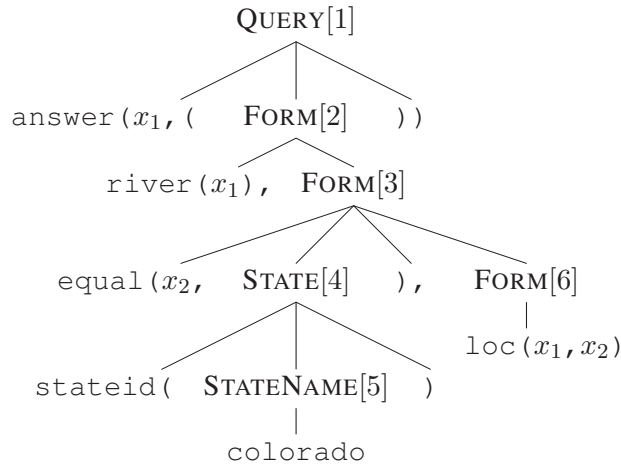 QUERY[1]
answer(x₁,( FORM[2] ))
river(x₁), FORM[3]
equal(x₂, STATE[4] ), FORM[6]
loc(x₁,x₂)
stateid( STATENAME[5] )
colorado